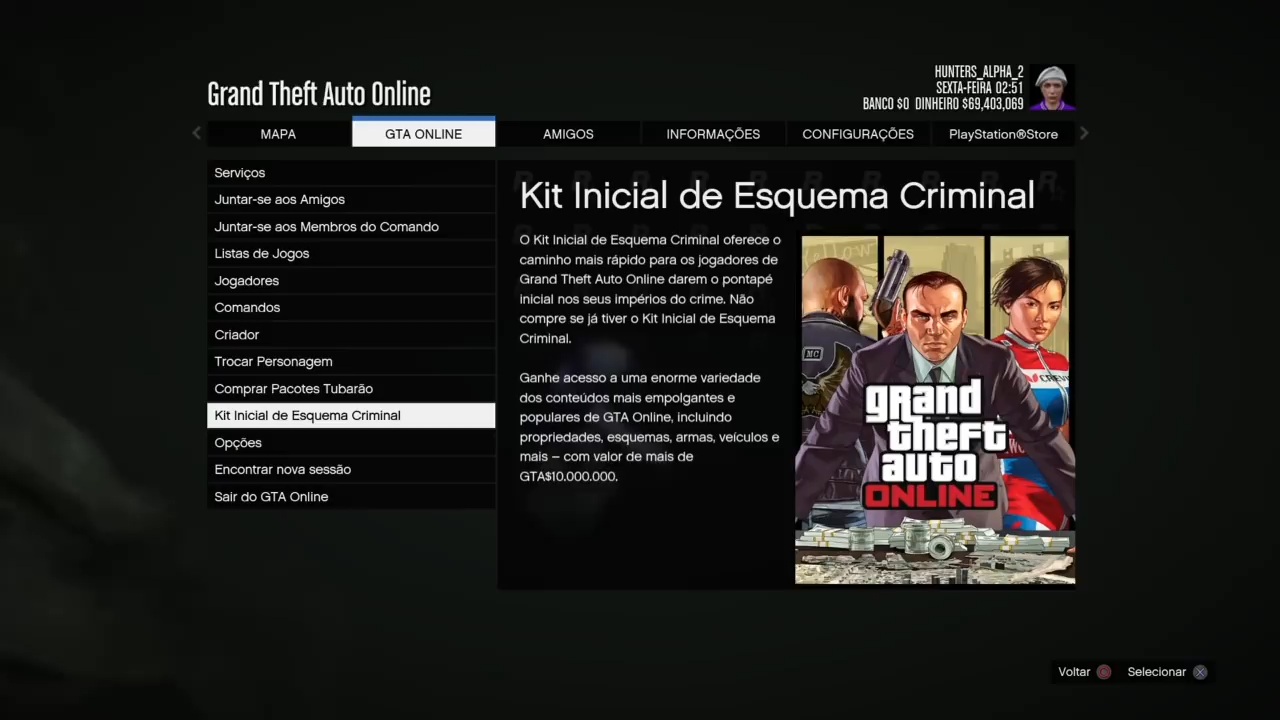 Grand Theft Auto Online
HUNTERS_ALPHA_2
SEXTA-FEIRA 02:51
BANCO $0 DINHEIRO $69,403,069
MAPA
GTA ONLINE
AMIGOS
INFORMAÇÕES
CONFIGURAÇÕES
PlayStation®Store
Serviços
Juntar-se aos Amigos
Juntar-se aos Membros do Comando
Listas de Jogos
Jogadores
Comandos
Criador
Trocar Personagem
Comprar Pacotes Tubarão
Kit Inicial de Esquema Criminal
Opções
Encontrar nova sessão
Sair do GTA Online
Kit Inicial de Esquema Criminal
O Kit Inicial de Esquema Criminal oferece o
caminho mais rápido para os jogadores de
Grand Theft Auto Online darem o pontapé
inicial nos seus impérios do crime. Não
compre se já tiver o Kit Inicial de Esquema
Criminal.
Ganhe acesso a uma enorme variedade
dos conteúdos mais empolgantes e
populares de GTA Online, incluindo
propriedades, esquemas, armas, veículos e
mais – com valor de mais de
GTA$10.000.000.
MC
grand
theft
auto
ONLINE
Voltar
Selecionar